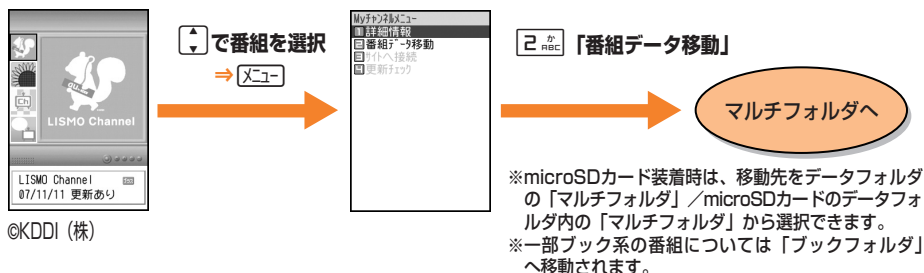 LISMO Channel
LISMO Channel
07/11/11 更新あり
©KDDI（株）
で番組を選択
⇒ メニュー
Myチャンネルメニュー
1 詳細情報
2 番組データ移動
3 サイトへ接続
4 更新チェック
2 か ABC 「番組データ移動」
マルチフォルダへ
※microSDカード装着時は、移動先をデータフォルダ
の「マルチフォルダ」／microSDカードのデータフォ
ルダ内の「マルチフォルダ」から選択できます。
※一部ブック系の番組については「ブックフォルダ」
へ移動されます。